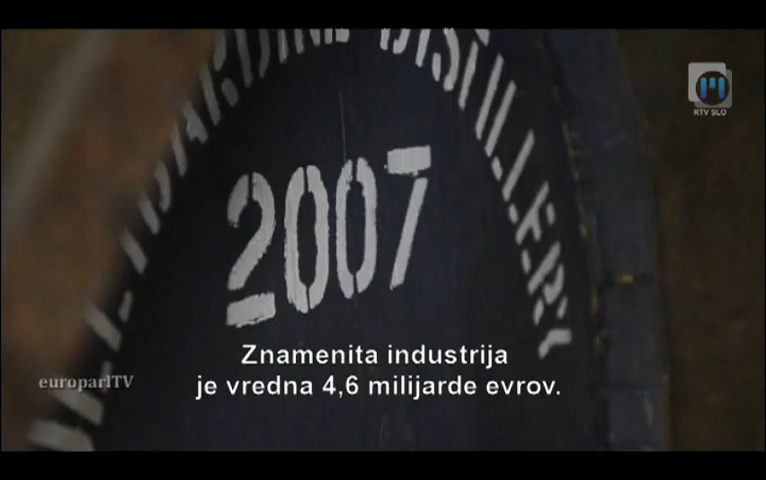 DISTILLERY
RTV SLO
2007
Znamenita industrija
europarlTV
je vredna 4,6 milijarde evrov.